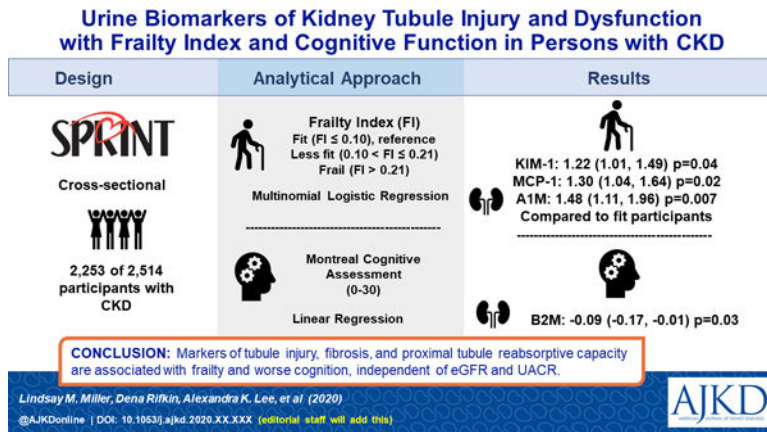 Urine Biomarkers of Kidney Tubule Injury and Dysfunction
with Frailty Index and Cognitive Function in Persons with CKD
Design
Analytical Approach
Results
SPRINT
Cross-sectional
2,253 of 2,514
participants with
CKD
Frailty Index (FI)
Fit (FI ≤ 0.10), reference
Less fit (0.10 < FI ≤ 0.21)
Frail (FI > 0.21)
Multinomial Logistic Regression
Montreal Cognitive
Assessment
(0-30)
Linear Regression
KIM-1: 1.22 (1.01, 1.49) p=0.04
MCP-1: 1.30 (1.04, 1.64) p=0.02
A1M: 1.48 (1.11, 1.96) p=0.007
Compared to fit participants
B2M: -0.09 (-0.17, -0.01) p=0.03
CONCLUSION: Markers of tubule injury, fibrosis, and proximal tubule reabsorptive capacity
are associated with frailty and worse cognition, independent of eGFR and UACR.
Lindsay M. Miller, Dena Rifkin, Alexandra K. Lee, et al (2020)
@AJKDonline | DOI: 10.1053/j.ajkd.2020.XX.XXX (editorial staff will add this)
AJKD